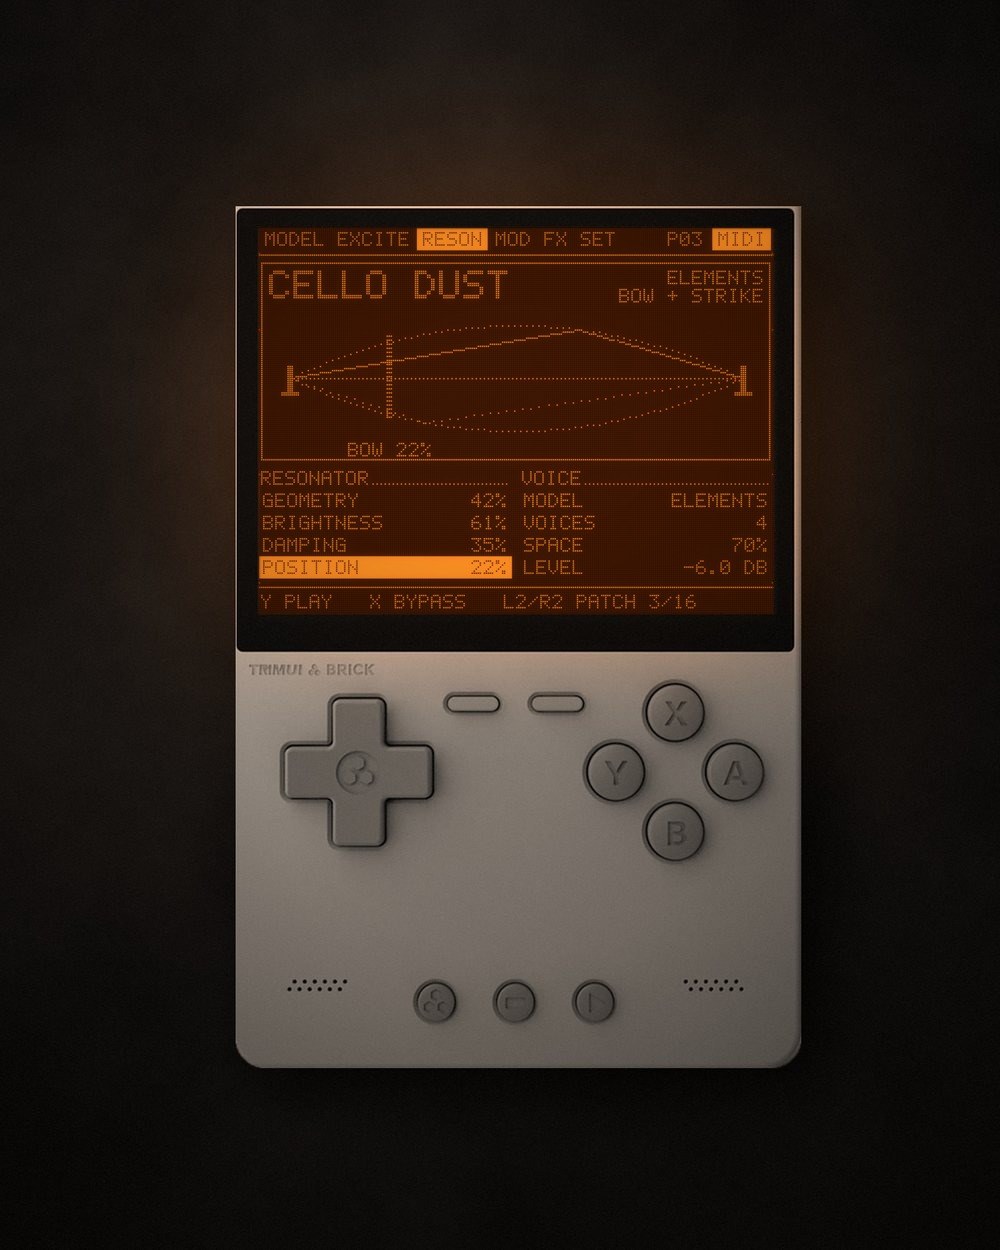 MODEL EXCITE RESON MOD FX SET P03 MIDI
CELLO DUST
ELEMENTS
BOW + STRIKE
BOW 22%
RESONATOR VOICE
GEOMETRY 42% MODEL ELEMENTS
BRIGHTNESS 61% VOICES 4
DAMPING 35% SPACE 70%
POSITION 22% LEVEL -6.0 DB
Y PLAY X BYPASS L2/R2 PATCH 3/16
TRIMUI & BRICK
X
Y A
B